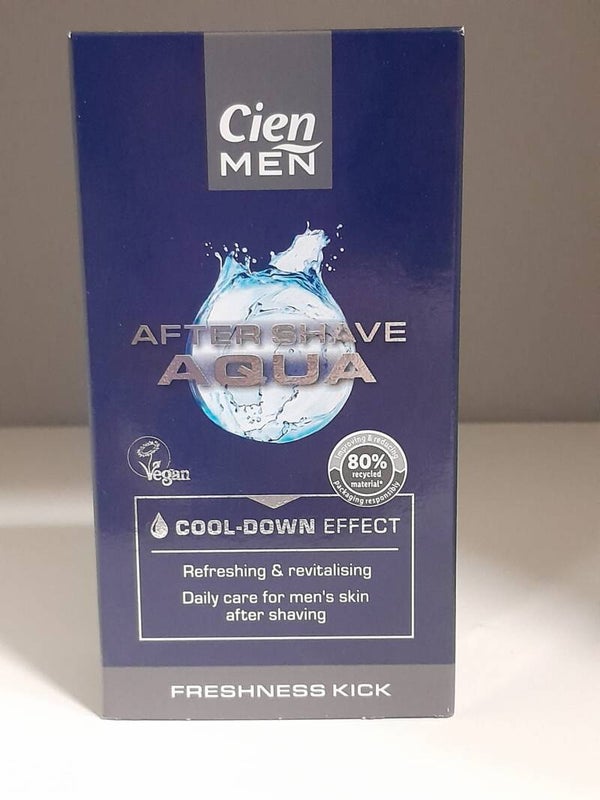 Cien
MEN
AFTER SHAVE
AQUA
Vegan
improving & reducing
80%
recycled
material*
packaging responsibly
COOL-DOWN EFFECT
Refreshing & revitalising
Daily care for men's skin
after shaving
FRESHNESS KICK